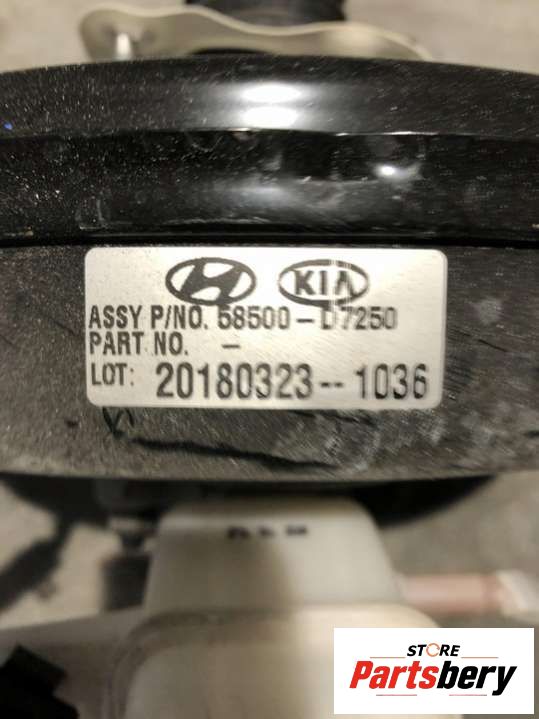 H KIA
ASSY P/NO. 58500-D7250
PART NO. -
LOT: 20180323--1036
STORE
Partsbery